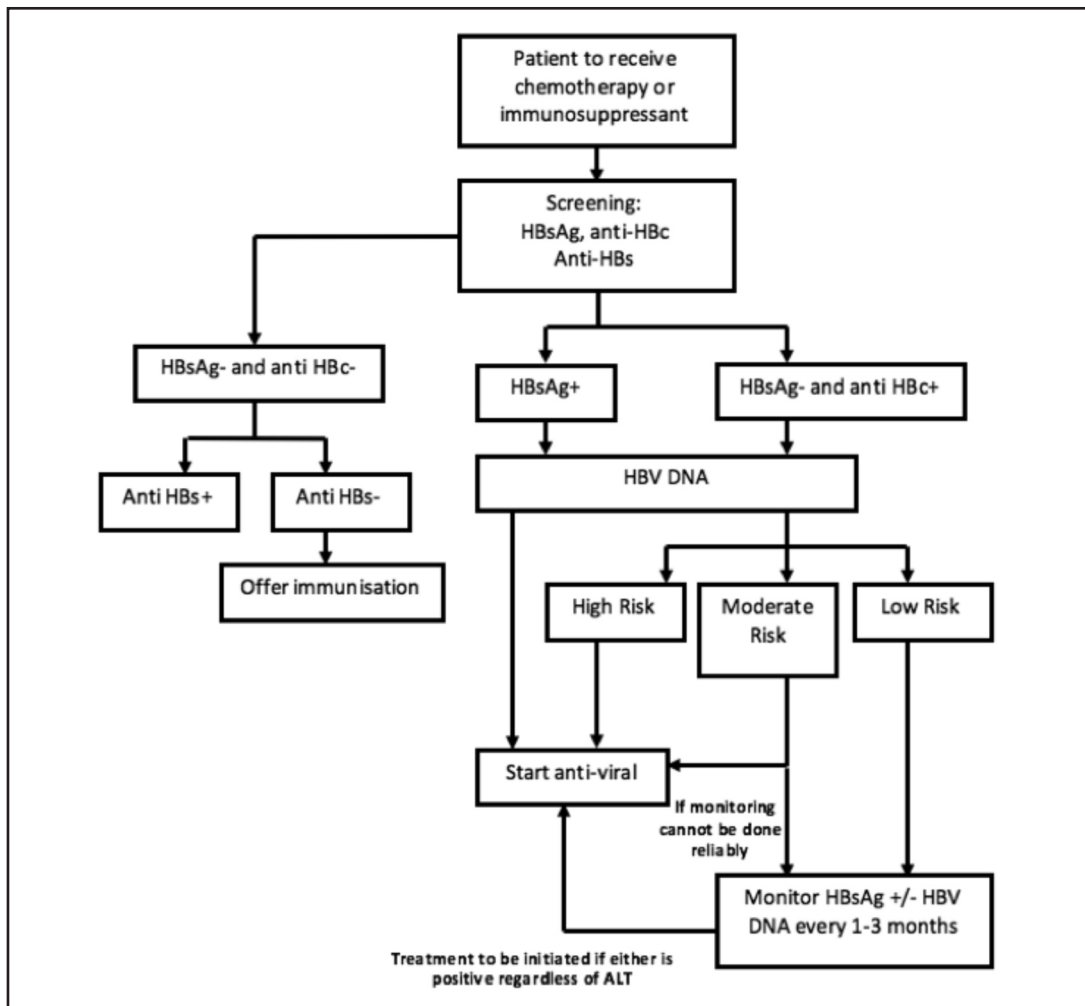 Patient to receive
chemotherapy or
immunosuppressant
Screening:
HBsAg, anti-HBc
Anti-HBs
HBsAg- and anti HBc-
HBsAg+
HBsAg- and anti HBc+
Anti HBs+
Anti HBs-
HBV DNA
Offer immunisation
High Risk
Moderate
Risk
Low Risk
Start anti-viral
If monitoring
cannot be done
reliably
Monitor HBsAg +/- HBV
DNA every 1-3 months
Treatment to be initiated if either is
positive regardless of ALT